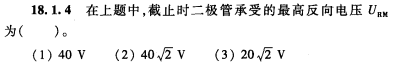 18.1.4 在上题中,截止时二极管承受的最高反向电压 U_RM
为( )。
(1) 40 V (2) 40√2 V (3) 20√2 V